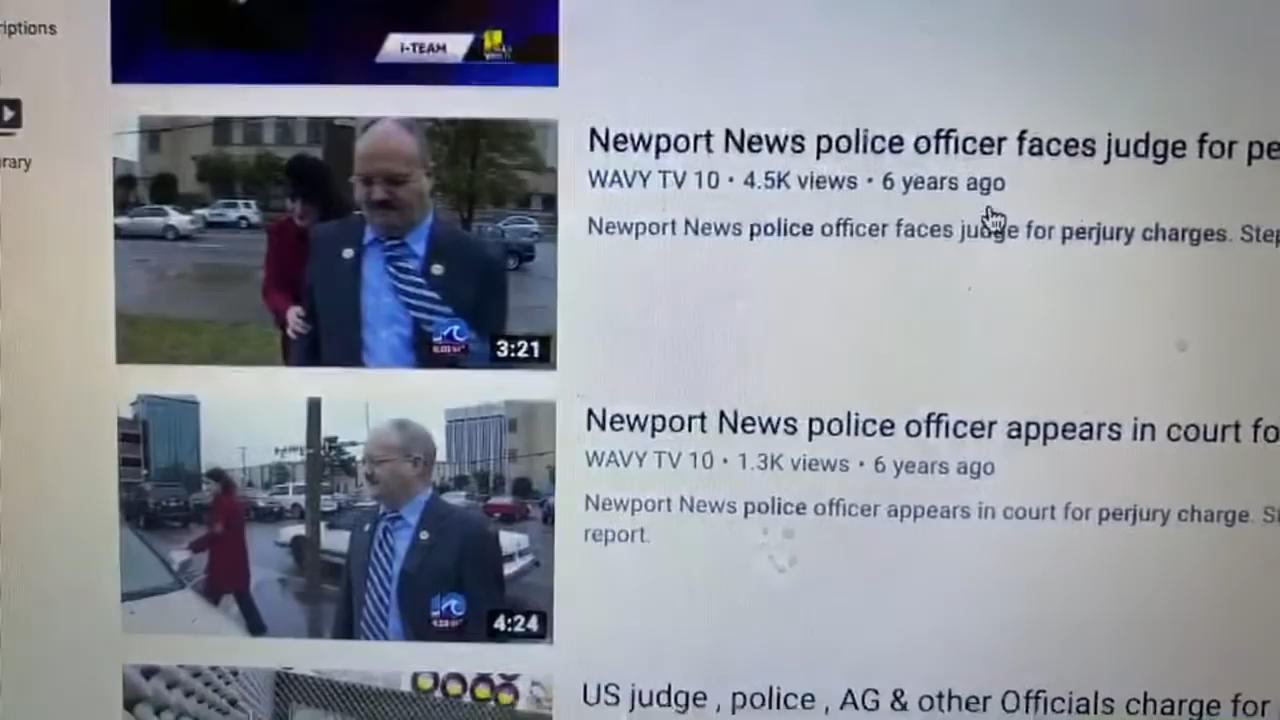 riptions
i-TEAM
rary
Newport News police officer faces judge for pe
WAVY TV 10 • 4.5K views • 6 years ago
Newport News police officer faces judge for perjury charges. Step
3:21
Newport News police officer appears in court fo
WAVY TV 10 • 1.3K views • 6 years ago
Newport News police officer appears in court for perjury charge. S
report.
4:24
US judge , police , AG & other Officials charge for